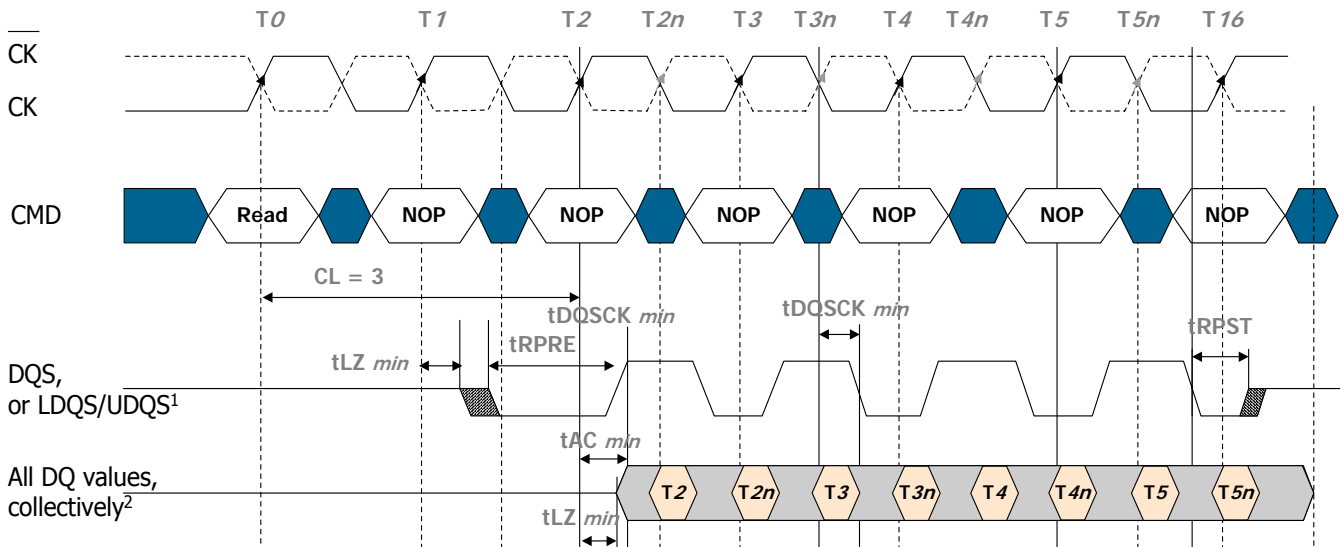 T0 T1 T2 T2n T3 T3n T4 T4n T5 T5n T16
CK
CK
CMD Read NOP NOP NOP NOP NOP NOP
CL = 3
tDQSCK min tDQSCK min
tRPRE tRPST
tLZ min
DQS,
or LDQS/UDQS1
tAC min
All DQ values,
collectively2
T2 T2n T3 T3n T4 T4n T5 T5n
tLZ min